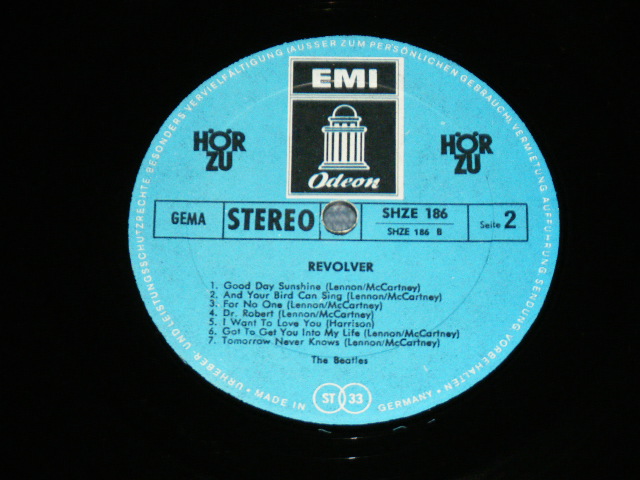 URHEBER- UND LEISTUNGSSCHUTZRECHTE BESONDERS VERVIELFÄLTIGUNG (AUSSER ZUM PERSÖNLICHEN GEBRAUCH) VERMIETUNG AUFFÜHRUNG SENDUNG VORBEHALTEN
EMI
HÖR ZU
HÖR ZU
Odeon
GEMA
STEREO
SHZE 186
SHZE 186 B
Seite 2
REVOLVER
1. Good Day Sunshine (Lennon/McCartney)
2. And Your Bird Can Sing (Lennon/McCartney)
3. For No One (Lennon/McCartney)
4. Dr. Robert (Lennon/McCartney)
5. I Want To Love You (Harrison)
6. Got To Get You Into My Life (Lennon/McCartney)
7. Tomorrow Never Knows (Lennon/McCartney)
The Beatles
• MADE IN ST 33 GERMANY •